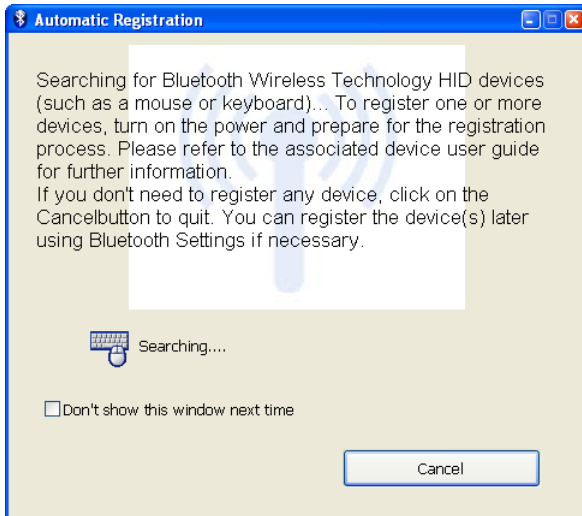 Automatic Registration
Searching for Bluetooth Wireless Technology HID devices
(such as a mouse or keyboard)... To register one or more
devices, turn on the power and prepare for the registration
process. Please refer to the associated device user guide
for further information.
If you don't need to register any device, click on the
Cancelbutton to quit. You can register the device(s) later
using Bluetooth Settings if necessary.
Searching....
Don't show this window next time
Cancel